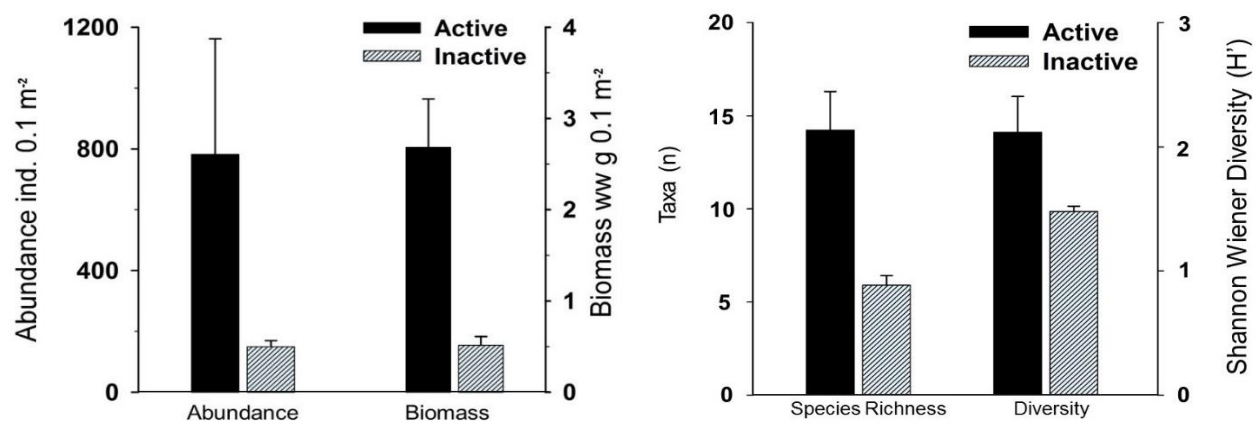 1200
800
400
0
Abundance ind. 0.1 m⁻²
Active
Inactive
4
3
2
1
0
Biomass ww g 0.1 m⁻²
Abundance
Biomass
20
15
10
5
0
Taxa (n)
Active
Inactive
3
2
1
0
Shannon Wiener Diversity (H’)
Species Richness
Diversity